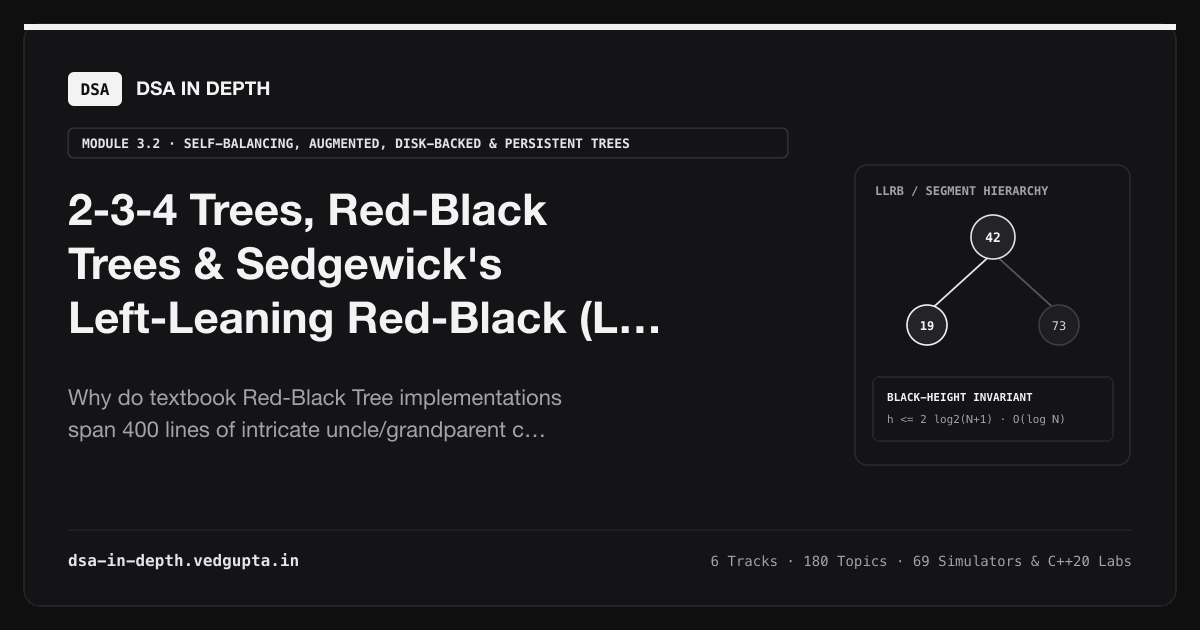 DSA DSA IN DEPTH
MODULE 3.2 · SELF-BALANCING, AUGMENTED, DISK-BACKED & PERSISTENT TREES
2-3-4 Trees, Red-Black
Trees & Sedgewick's
Left-Leaning Red-Black (L...
Why do textbook Red-Black Tree implementations
span 400 lines of intricate uncle/grandparent c...
LLRB / SEGMENT HIERARCHY
42
19 73
BLACK-HEIGHT INVARIANT
h <= 2 log2(N+1) · O(log N)
dsa-in-depth.vedgupta.in
6 Tracks · 180 Topics · 69 Simulators & C++20 Labs